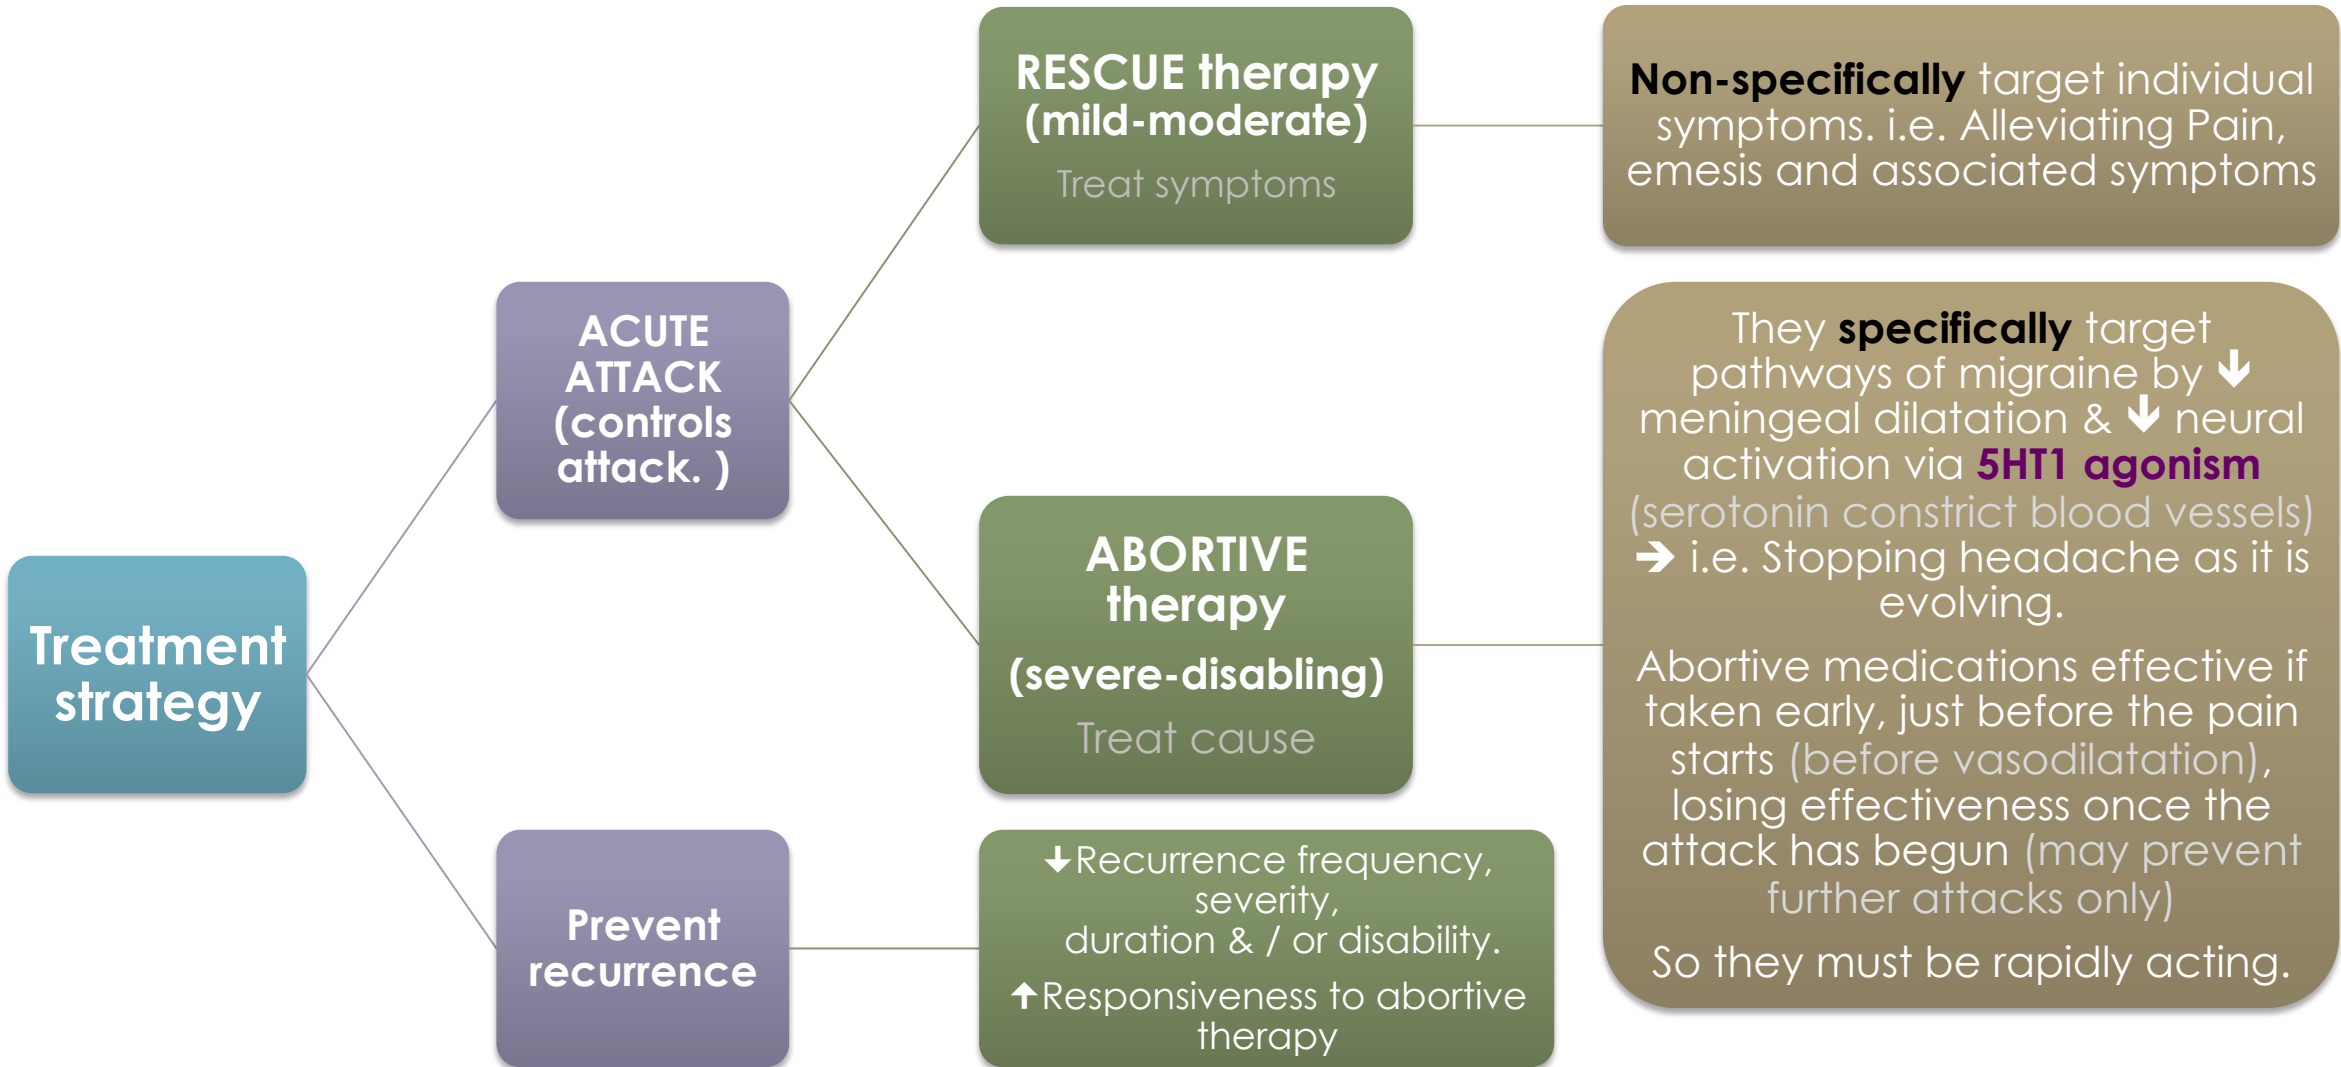 Treatment
strategy
ACUTE
ATTACK
(controls
attack. )
RESCUE therapy
(mild-moderate)
Treat symptoms
Non-specifically target individual
symptoms. i.e. Alleviating Pain,
emesis and associated symptoms
ABORTIVE
therapy
(severe-disabling)
Treat cause
They specifically target
pathways of migraine by 🡻
meningeal dilatation & 🡻 neural
activation via 5HT1 agonism
(serotonin constrict blood vessels)
🡺 i.e. Stopping headache as it is
evolving.
Abortive medications effective if
taken early, just before the pain
starts (before vasodilatation),
losing effectiveness once the
attack has begun (may prevent
further attacks only)
So they must be rapidly acting.
Prevent
recurrence
🡻Recurrence frequency,
severity,
duration & / or disability.
🡹Responsiveness to abortive
therapy